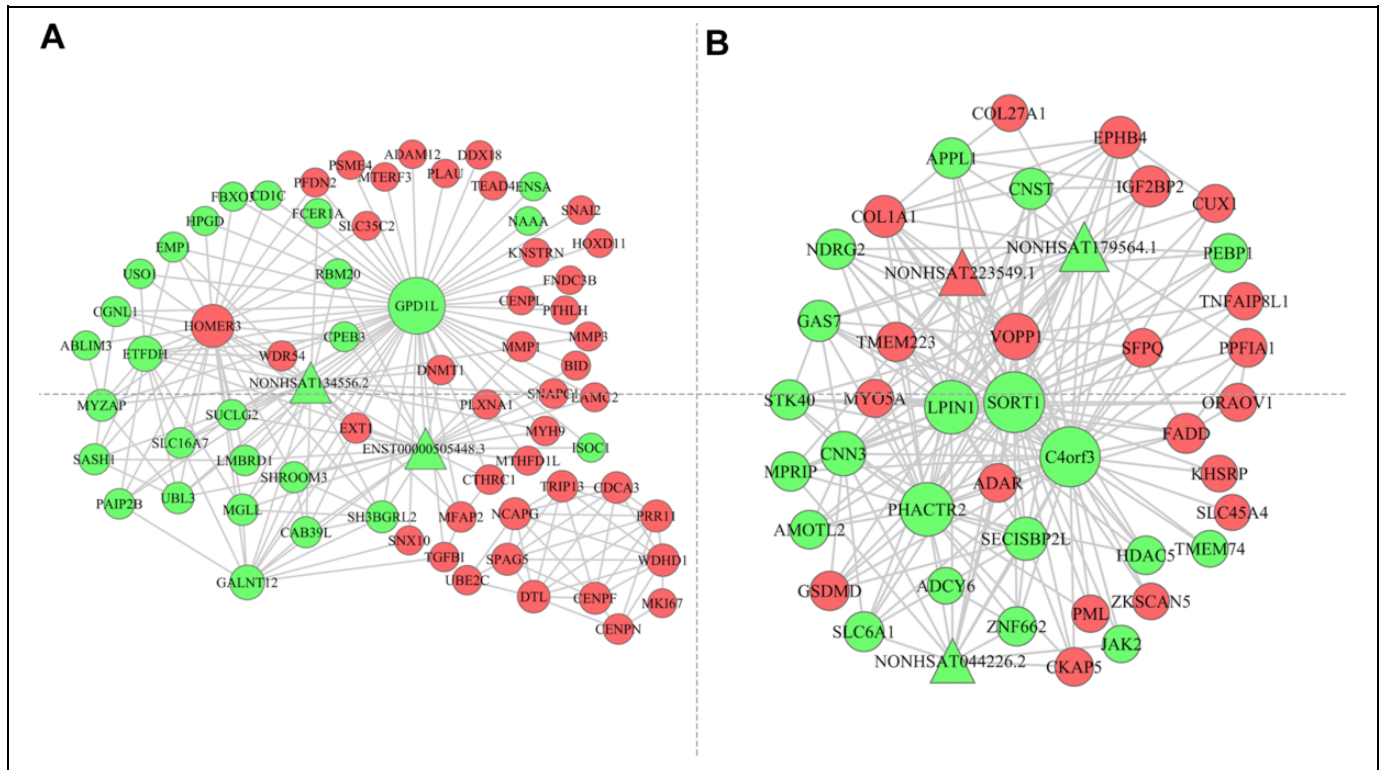 A
B
ADAM12
DDX18
PSME4
MTERF3
PLAU
PFDN2
TEAD4
ENSA
CD1C
FCER1A
SLC35C2
NAAA
SNAI2
HPGD
KNSTRN
HOXD11
EMP1
USO1
RBM20
FNDC3B
CENPL
PTHLH
GPD1L
CGNL1
HOMER3
CPEB3
MMP3
ABLIM3
ETFDH
WDR54
MMP1
BID
DNMT1
NONHSAT134556.2
LAMC2
MYZAP
SUCLG2
PLXNA1
EXT1
MYH9
SLC16A7
ENST00000505448.3
ISOC1
SASH1
LMBRD1
MTHFD1L
SHROOM3
CTHRC1
TRIP13
CDCA3
PAIP2B
UBL3
MGLL
SH3BGRL2
MFAP2
NCAPG
PRR11
CAB39L
SNX10
TGFBI
SPAG5
WDHD1
GALNT12
UBE2C
DTL
CENPF
MKI67
CENPN
COL27A1
EPHB4
APPL1
CNST
IGF2BP2
CUX1
COL1A1
NDRG2
NONHSAT179564.1
PEBP1
NONHSAT223549.1
TNFAIP8L1
GAS7
TMEM223
VOPP1
SFPQ
PPFIA1
STK40
MYO5A
LPIN1
SORT1
ORAOV1
FADD
CNN3
C4orf3
MPRIP
ADAR
KHSRP
PHACTR2
SLC45A4
AMOTL2
SECISBP2L
HDAC5
TMEM74
GSDMD
ADCY6
PML
ZKSCAN5
SLC6A1
ZNF662
JAK2
NONHSAT044226.2
CKAP5